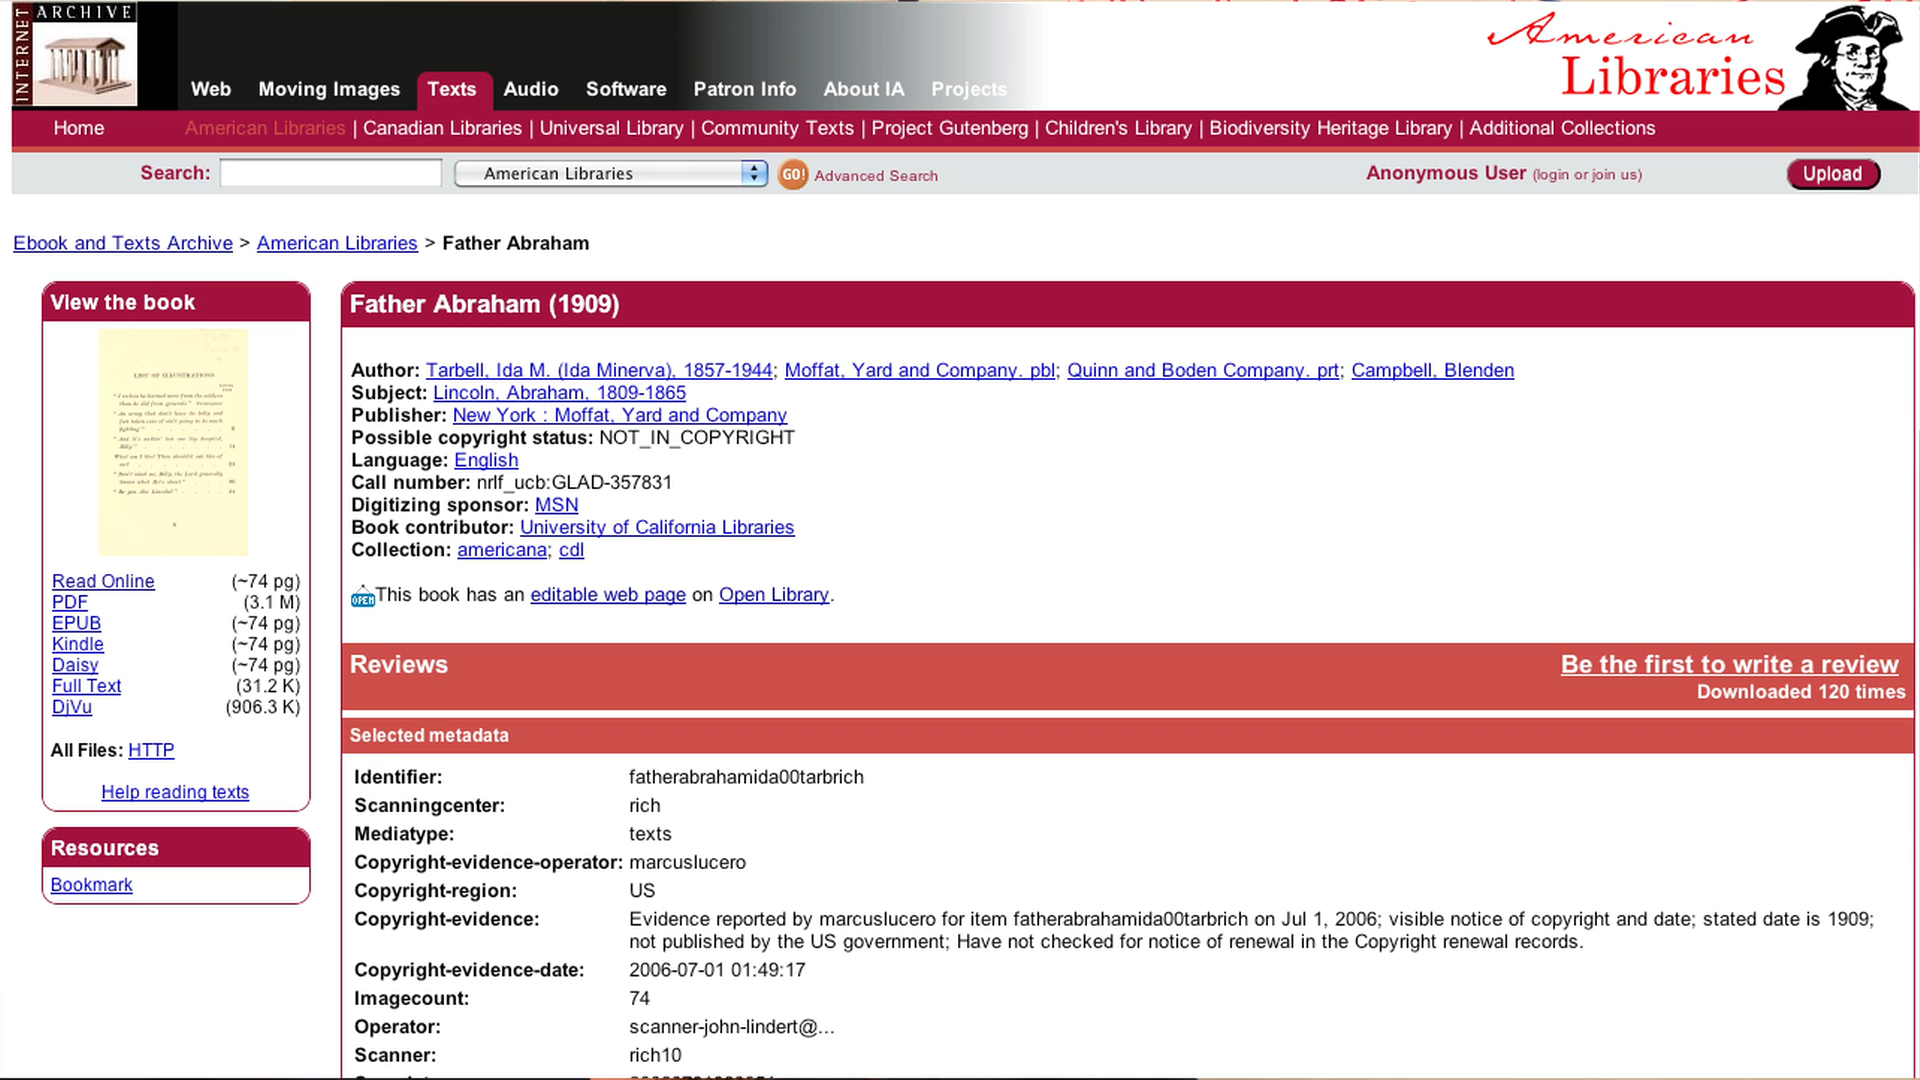 INTERNET
ARCHIVE
American
Libraries
Web Moving Images Texts Audio Software Patron Info About IA Projects
Home American Libraries | Canadian Libraries | Universal Library | Community Texts | Project Gutenberg | Children's Library | Biodiversity Heritage Library | Additional Collections
Search: American Libraries GO! Advanced Search Anonymous User (login or join us) Upload
Ebook and Texts Archive > American Libraries > Father Abraham
View the book
LIST OF ILLUSTRATIONS
Read Online (~74 pg)
PDF (3.1 M)
EPUB (~74 pg)
Kindle (~74 pg)
Daisy (~74 pg)
Full Text (31.2 K)
DjVu (906.3 K)
All Files: HTTP
Help reading texts
Resources
Bookmark
Father Abraham (1909)
Author: Tarbell, Ida M. (Ida Minerva), 1857-1944; Moffat, Yard and Company. pbl; Quinn and Boden Company. prt; Campbell, Blenden
Subject: Lincoln, Abraham, 1809-1865
Publisher: New York : Moffat, Yard and Company
Possible copyright status: NOT_IN_COPYRIGHT
Language: English
Call number: nrlf_ucb:GLAD-357831
Digitizing sponsor: MSN
Book contributor: University of California Libraries
Collection: americana; cdl
OPEN This book has an editable web page on Open Library.
Reviews Be the first to write a review
Downloaded 120 times
Selected metadata
Identifier: fatherabrahamida00tarbrich
Scanningcenter: rich
Mediatype: texts
Copyright-evidence-operator: marcuslucero
Copyright-region: US
Copyright-evidence: Evidence reported by marcuslucero for item fatherabrahamida00tarbrich on Jul 1, 2006; visible notice of copyright and date; stated date is 1909;
not published by the US government; Have not checked for notice of renewal in the Copyright renewal records.
Copyright-evidence-date: 2006-07-01 01:49:17
Imagecount: 74
Operator: scanner-john-lindert@...
Scanner: rich10